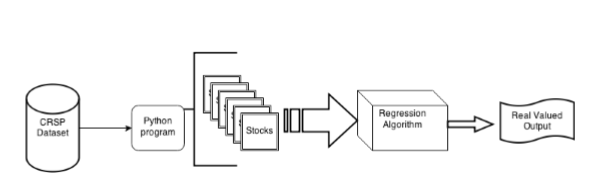 CRSP
Dataset
Python
program
Stocks
Regression
Algorithm
Real Valued
Output